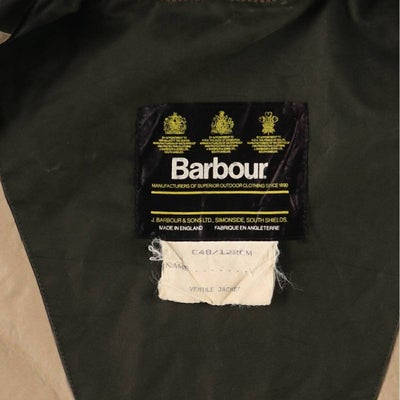 Barbour
MANUFACTURERS OF SUPERIOR OUTDOOR CLOTHING SINCE 1890
J. BARBOUR & SONS LTD., SIMONSIDE, SOUTH SHIELDS.
MADE IN ENGLAND FABRIQUE EN ANGLETERRE
C48/122CM
NAME........
VENTILE JACKET